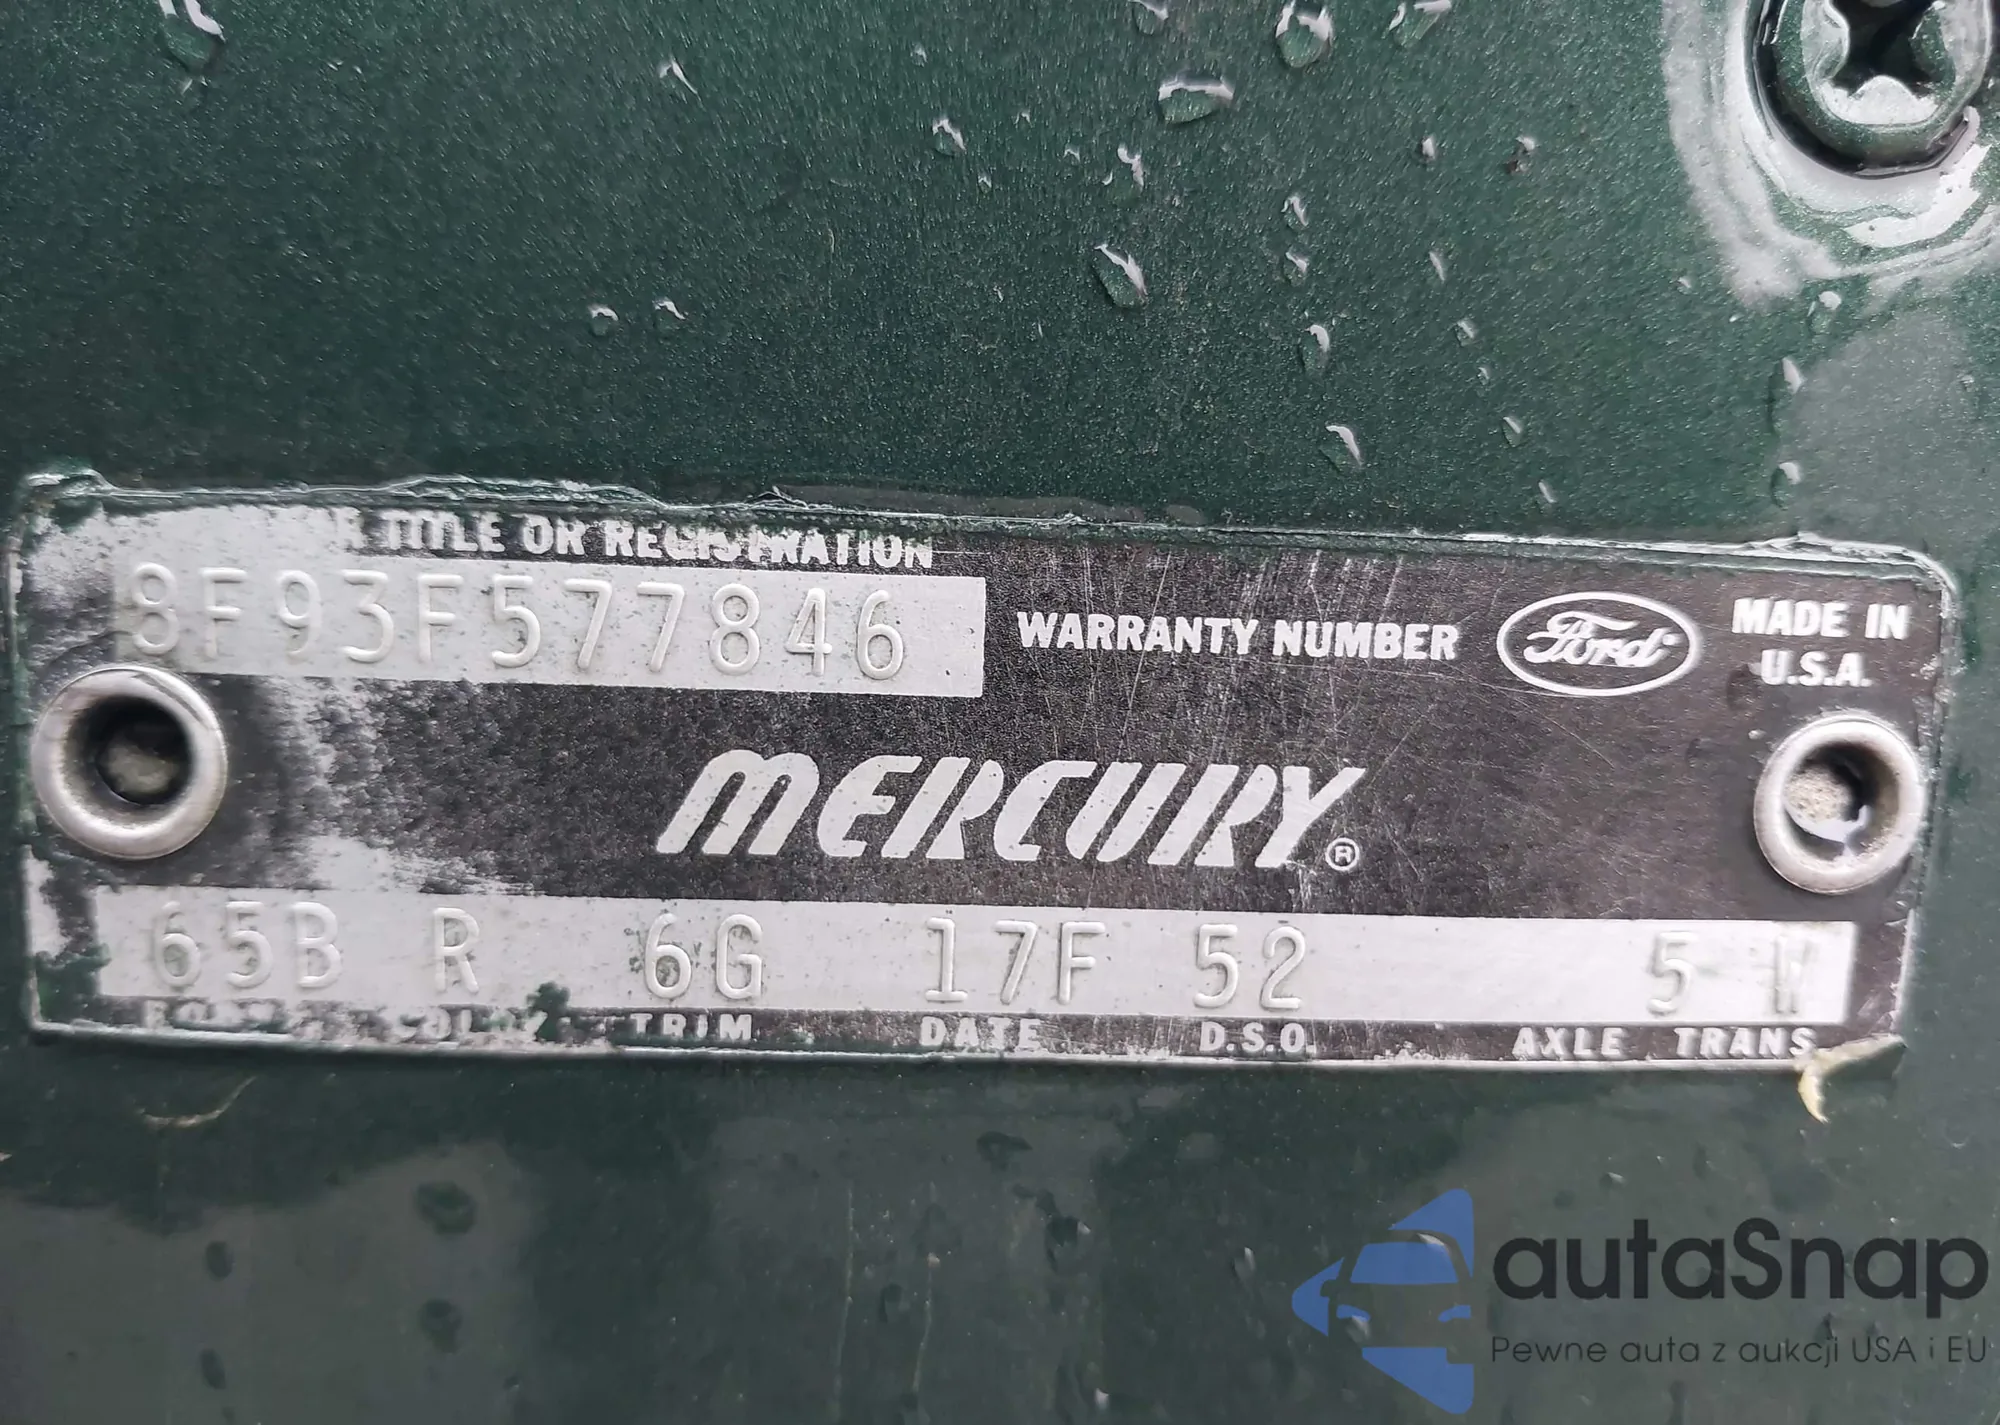 R TITLE OR REGISTRATION
8F93F577846
WARRANTY NUMBER
Ford
MADE IN
U.S.A.
MERCURY®
65B R 6G 17F 52 5 W
COLOR TRIM DATE D.S.O. AXLE TRANS
autaSnap
Pewne auta z aukcji USA i EU